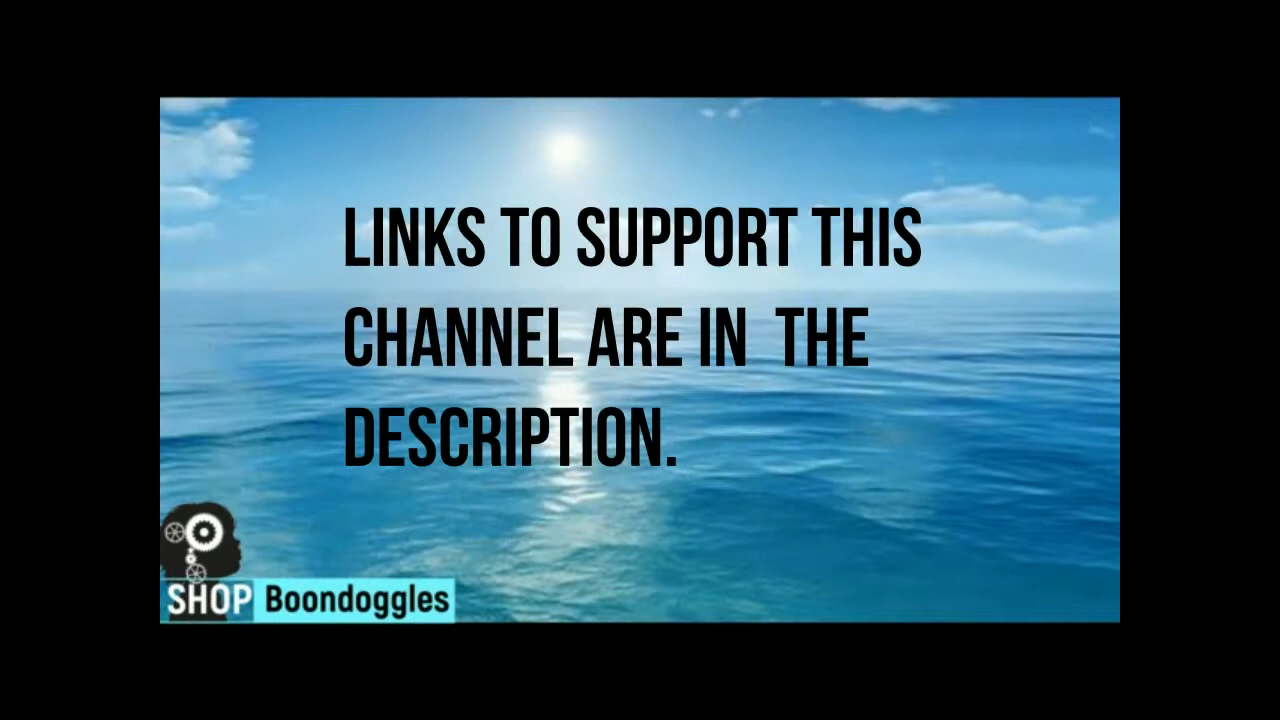 LINKS TO SUPPORT THIS
CHANNEL ARE IN THE
DESCRIPTION.
SHOP Boondoggles